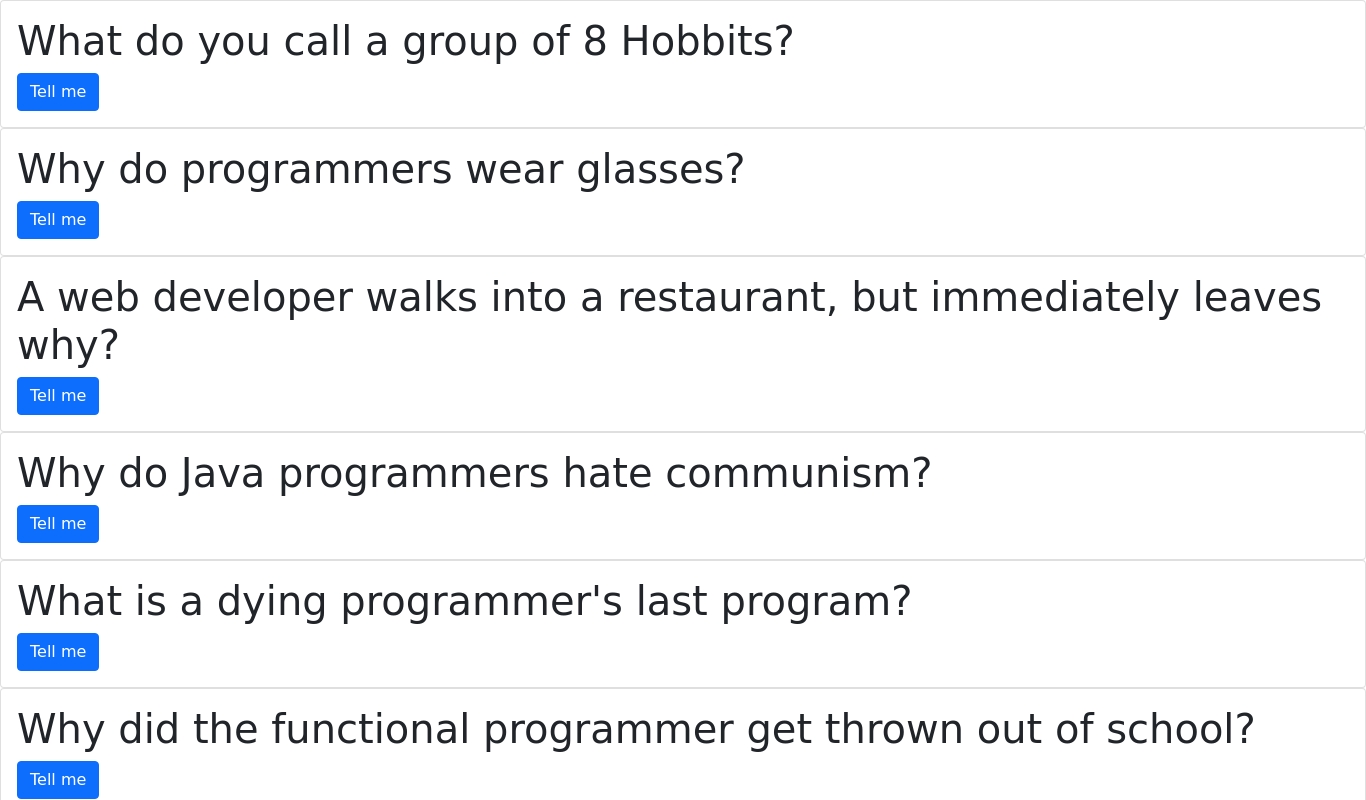 What do you call a group of 8 Hobbits?
Tell me
Why do programmers wear glasses?
Tell me
A web developer walks into a restaurant, but immediately leaves
why?
Tell me
Why do Java programmers hate communism?
Tell me
What is a dying programmer's last program?
Tell me
Why did the functional programmer get thrown out of school?
Tell me